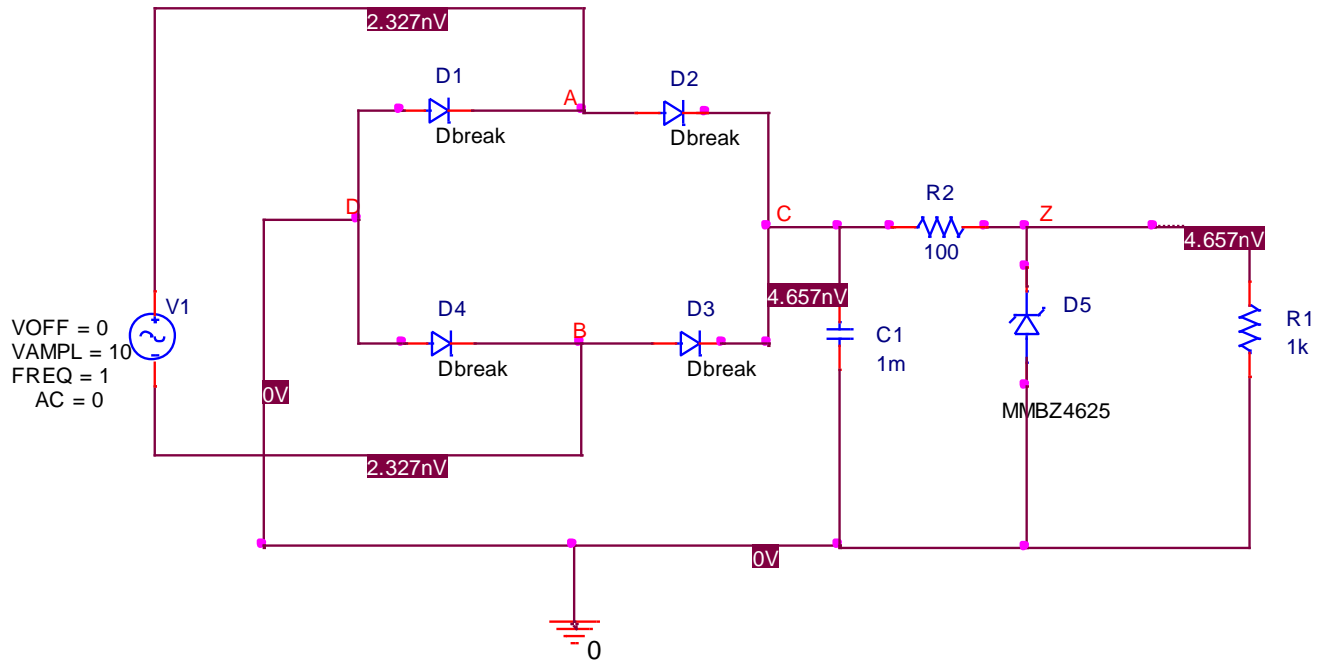 2.327nV
D1
D2
A
Dbreak
Dbreak
D
C
R2
Z
100
4.657nV
4.657nV
V1
D4
B
D3
D5
R1
1k
C1
1m
VOFF = 0
VAMPL = 10
FREQ = 1
AC = 0
Dbreak
Dbreak
0V
MMBZ4625
2.327nV
0V
0